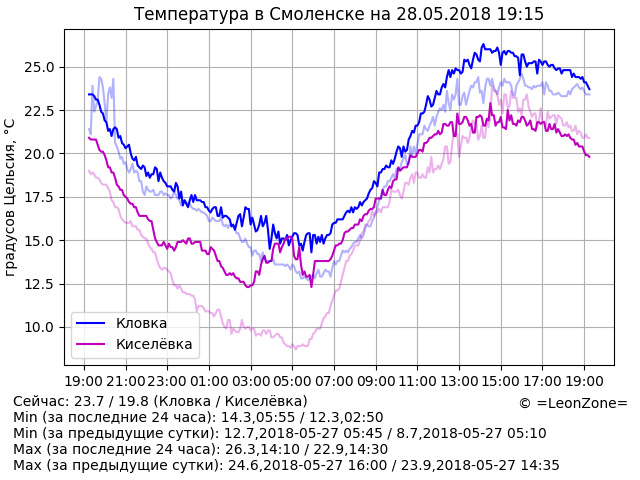 Температура в Смоленске на 28.05.2018 19:15
градусов Цельсия, °C
25.0
22.5
20.0
17.5
15.0
12.5
10.0
Кловка
Киселёвка
19:00 21:00 23:00 01:00 03:00 05:00 07:00 09:00 11:00 13:00 15:00 17:00 19:00
Сейчас: 23.7 / 19.8 (Кловка / Киселёвка)
© =LeonZone=
Min (за последние 24 часа): 14.3,05:55 / 12.3,02:50
Min (за предыдущие сутки): 12.7,2018-05-27 05:45 / 8.7,2018-05-27 05:10
Max (за последние 24 часа): 26.3,14:10 / 22.9,14:30
Max (за предыдущие сутки): 24.6,2018-05-27 16:00 / 23.9,2018-05-27 14:35